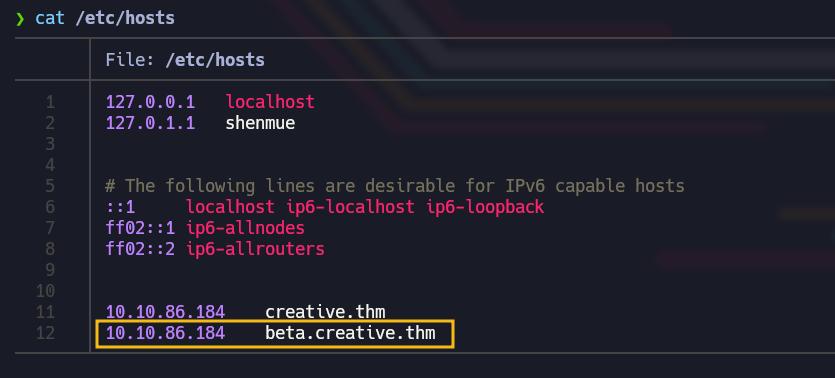 ❯ cat /etc/hosts
File: /etc/hosts
1 127.0.0.1 localhost
2 127.0.1.1 shenmue
3
4
5 # The following lines are desirable for IPv6 capable hosts
6 ::1 localhost ip6-localhost ip6-loopback
7 ff02::1 ip6-allnodes
8 ff02::2 ip6-allrouters
9
10
11 10.10.86.184 creative.thm
12 10.10.86.184 beta.creative.thm